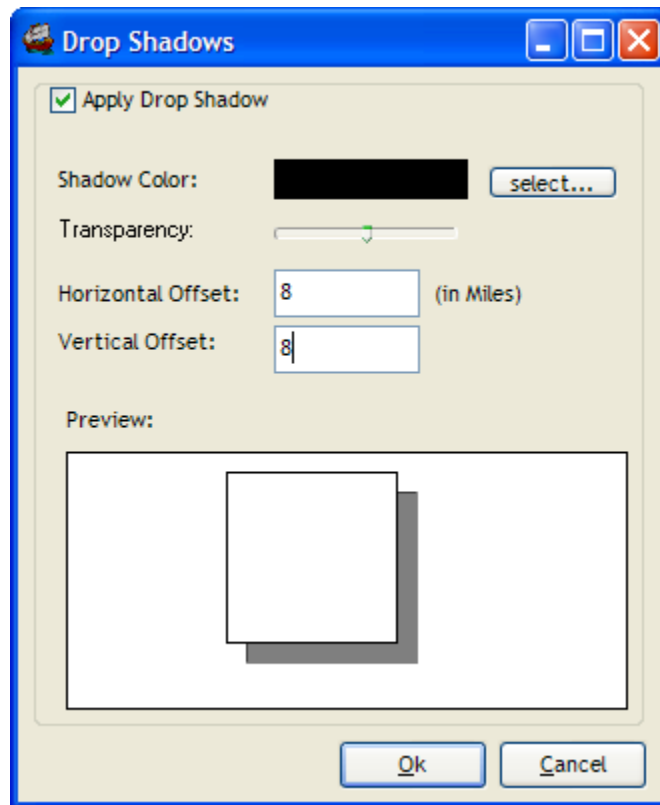 Drop Shadows
Apply Drop Shadow
Shadow Color: select...
Transparency:
Horizontal Offset: 8 (in Miles)
Vertical Offset: 8
Preview:
Ok Cancel